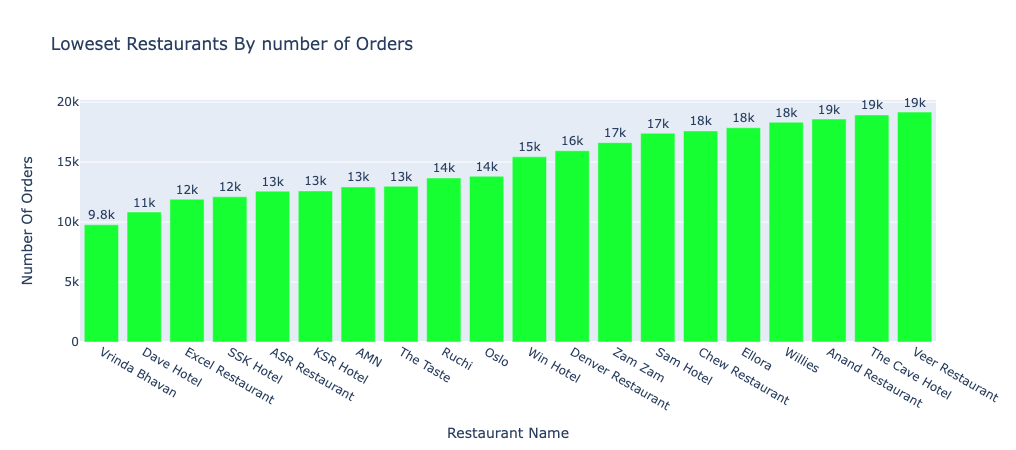 Loweset Restaurants By number of Orders
Number Of Orders
20k
15k
10k
5k
0
9.8k
11k
12k
12k
13k
13k
13k
13k
14k
14k
15k
16k
17k
17k
18k
18k
18k
19k
19k
19k
Vrinda Bhavan
Dave Hotel
Excel Restaurant
SSK Hotel
ASR Restaurant
KSR Hotel
AMN
The Taste
Ruchi
Oslo
Win Hotel
Denver Restaurant
Zam Zam
Sam Hotel
Chew Restaurant
Ellora
Willies
Anand Restaurant
The Cave Hotel
Veer Restaurant
Restaurant Name